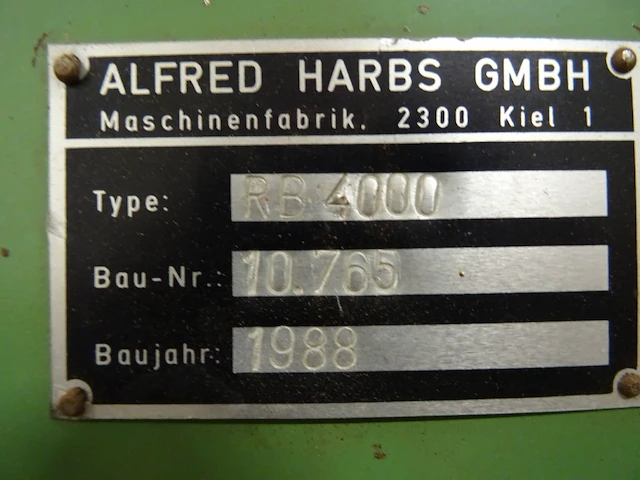 ALFRED HARBS GMBH
Maschinenfabrik. 2300 Kiel 1
Type: RB 4000
Bau-Nr.: 10.765
Baujahr: 1988